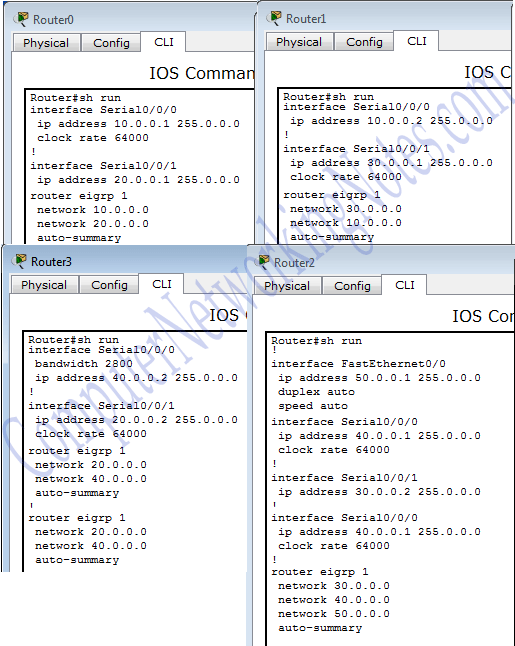 Router0
Physical Config CLI
IOS Comman
Router#sh run
interface Serial0/0/0
ip address 10.0.0.1 255.0.0.0
clock rate 64000
!
interface Serial0/0/1
ip address 20.0.0.1 255.0.0.0
router eigrp 1
network 10.0.0.0
network 20.0.0.0
auto-summary
Router1
Physical Config CLI
IOS C
Router#sh run
interface Serial0/0/0
ip address 10.0.0.2 255.0.0.0
!
interface Serial0/0/1
ip address 30.0.0.1 255.0.0.0
clock rate 64000
router eigrp 1
network 30.0.0.0
network 10.0.0.0
auto-summary
Router3
Physical Config CLI
IOS
Router#sh run
interface Serial0/0/0
bandwidth 2800
ip address 40.0.0.2 255.0.0.0
!
interface Serial0/0/1
ip address 20.0.0.2 255.0.0.0
clock rate 64000
router eigrp 1
network 20.0.0.0
network 40.0.0.0
auto-summary
!
router eigrp 1
network 20.0.0.0
network 40.0.0.0
auto-summary
Router2
Physical Config CLI
IOS Com
Router#sh run
!
interface FastEthernet0/0
ip address 50.0.0.1 255.0.0.0
duplex auto
speed auto
interface Serial0/0/0
ip address 40.0.0.1 255.0.0.0
clock rate 64000
!
interface Serial0/0/1
ip address 30.0.0.2 255.0.0.0
!
interface Serial0/0/0
ip address 40.0.0.1 255.0.0.0
clock rate 64000
!
router eigrp 1
network 30.0.0.0
network 40.0.0.0
network 50.0.0.0
auto-summary
ComputerNetworkingNotes.com